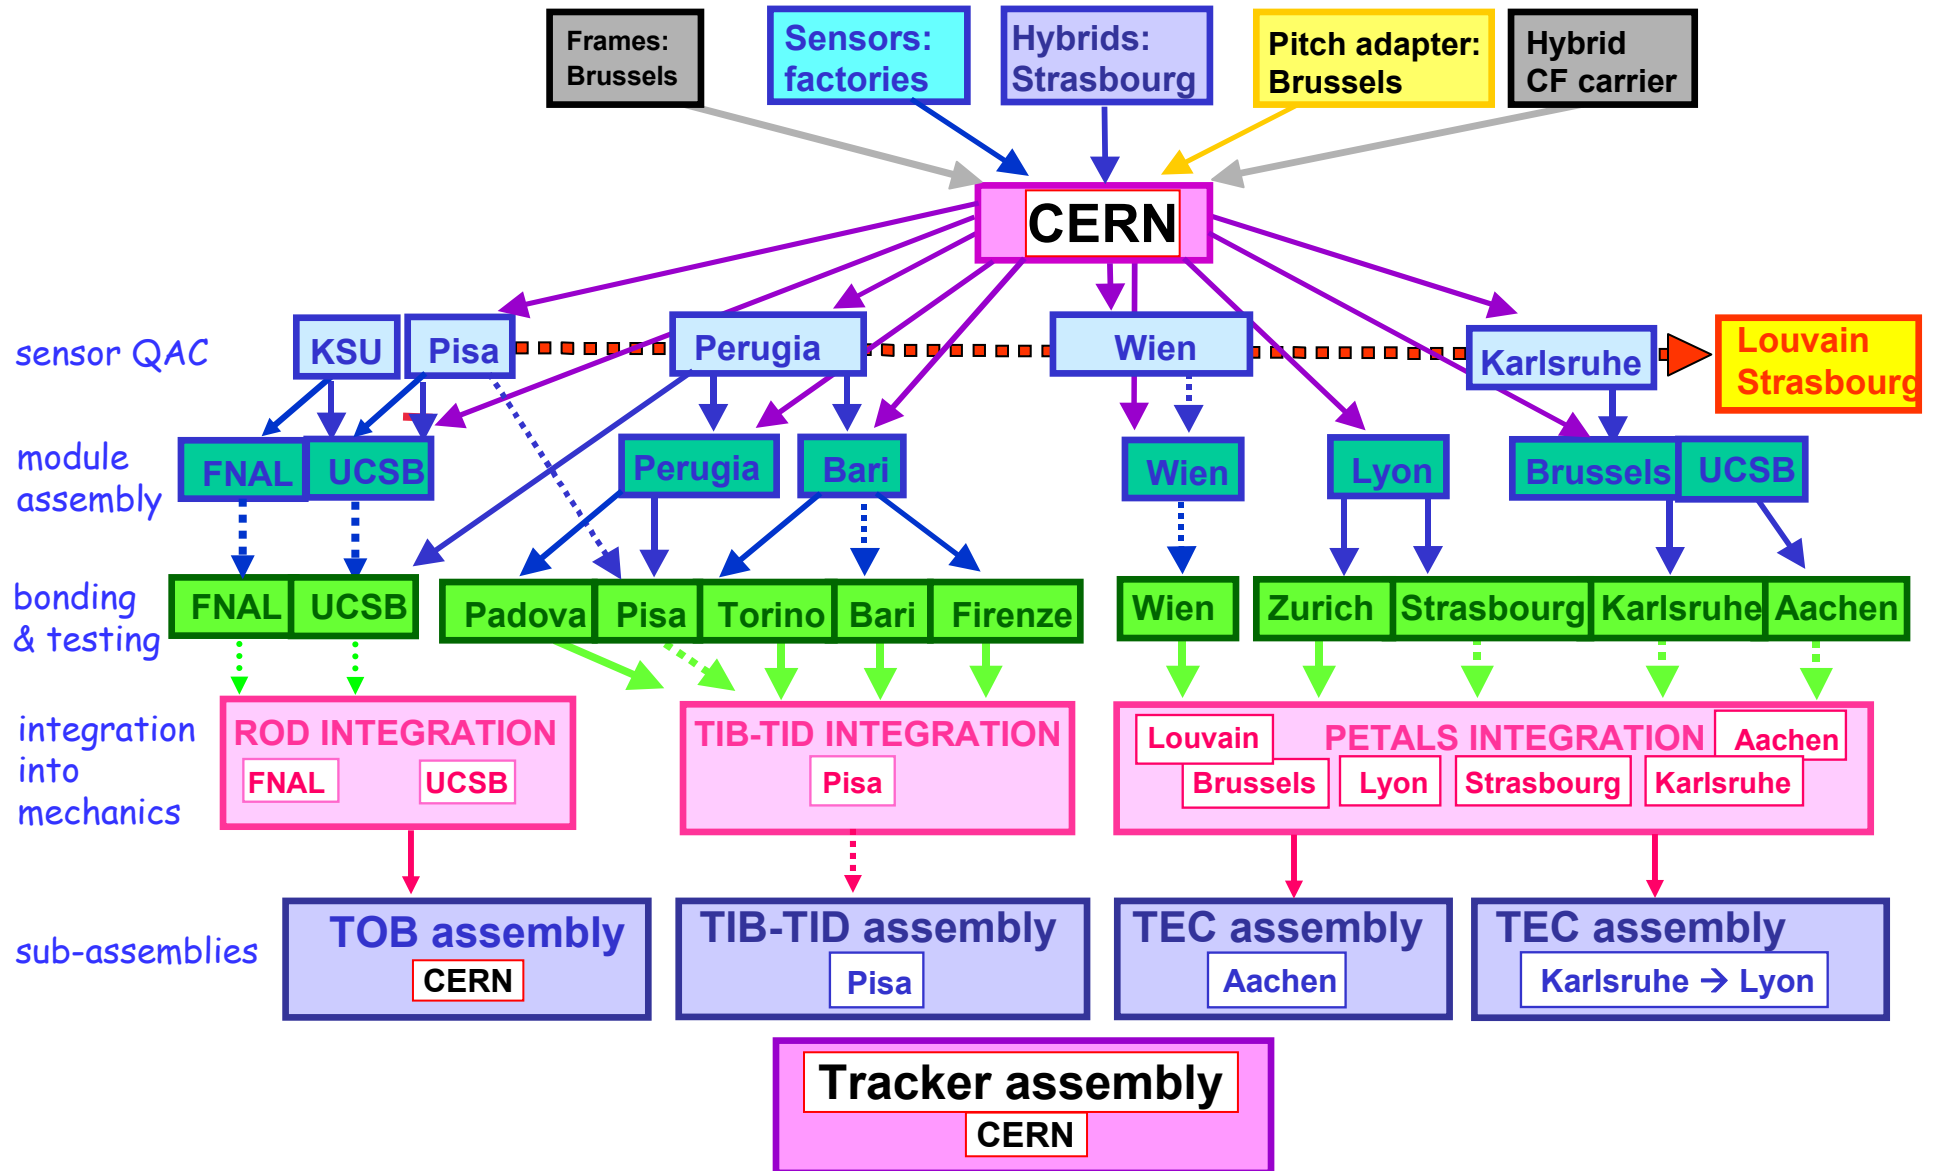 Frames:
Brussels
Sensors:
factories
Hybrids:
Strasbourg
Pitch adapter:
Brussels
Hybrid
CF carrier
CERN
sensor QAC
KSU
Pisa
Perugia
Wien
Karlsruhe
Louvain
Strasbourg
module
assembly
FNAL
UCSB
Perugia
Bari
Wien
Lyon
Brussels
UCSB
bonding
& testing
FNAL
UCSB
Padova
Pisa
Torino
Bari
Firenze
Wien
Zurich
Strasbourg
Karlsruhe
Aachen
integration
into
mechanics
ROD INTEGRATION
FNAL
UCSB
TIB-TID INTEGRATION
Pisa
PETALS INTEGRATION
Louvain
Aachen
Brussels
Lyon
Strasbourg
Karlsruhe
sub-assemblies
TOB assembly
CERN
TIB-TID assembly
Pisa
TEC assembly
Aachen
TEC assembly
Karlsruhe → Lyon
Tracker assembly
CERN